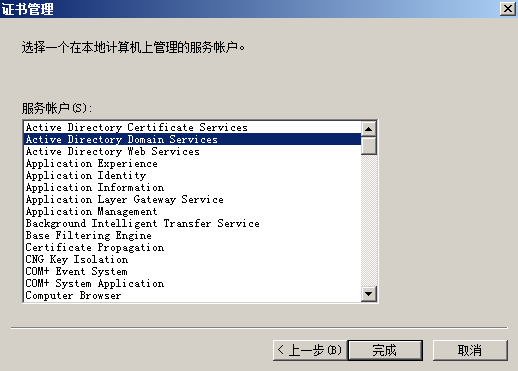 证书管理
选择一个在本地计算机上管理的服务帐户。
服务帐户(S):
Active Directory Certificate Services
Active Directory Domain Services
Active Directory Web Services
Application Experience
Application Identity
Application Information
Application Layer Gateway Service
Application Management
Background Intelligent Transfer Service
Base Filtering Engine
Certificate Propagation
CNG Key Isolation
COM+ Event System
COM+ System Application
Computer Browser
< 上一步(B) 完成 取消